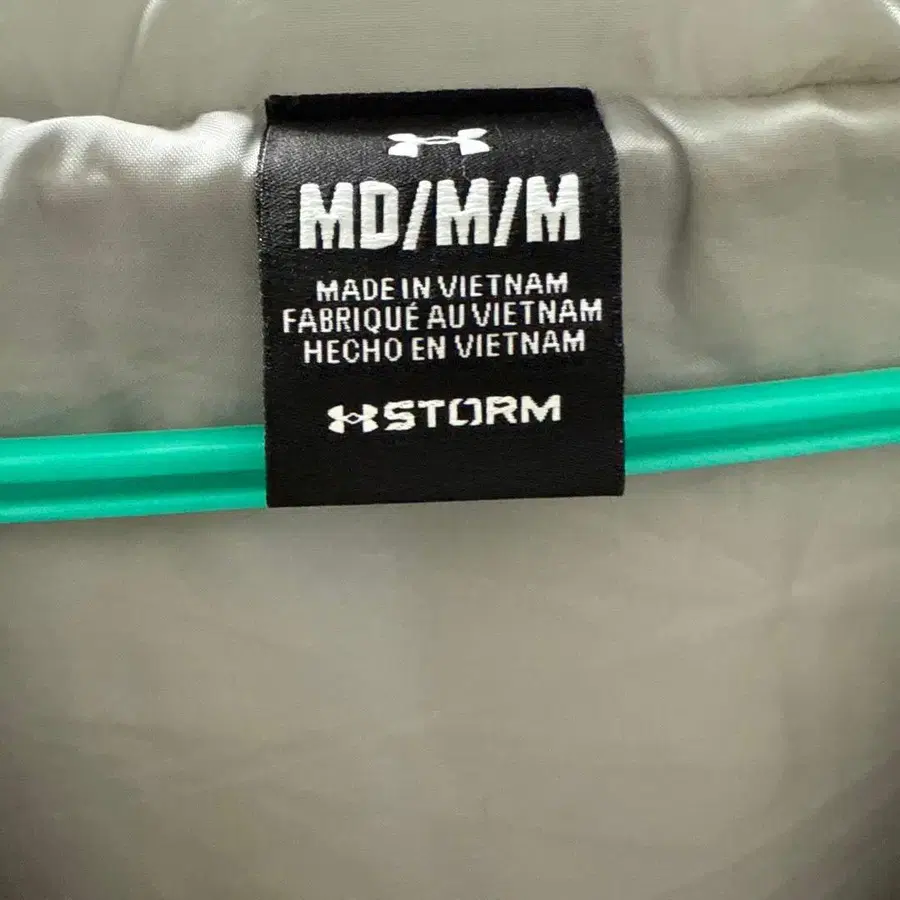 MD/M/M
MADE IN VIETNAM
FABRIQUÉ AU VIETNAM
HECHO EN VIETNAM
STORM